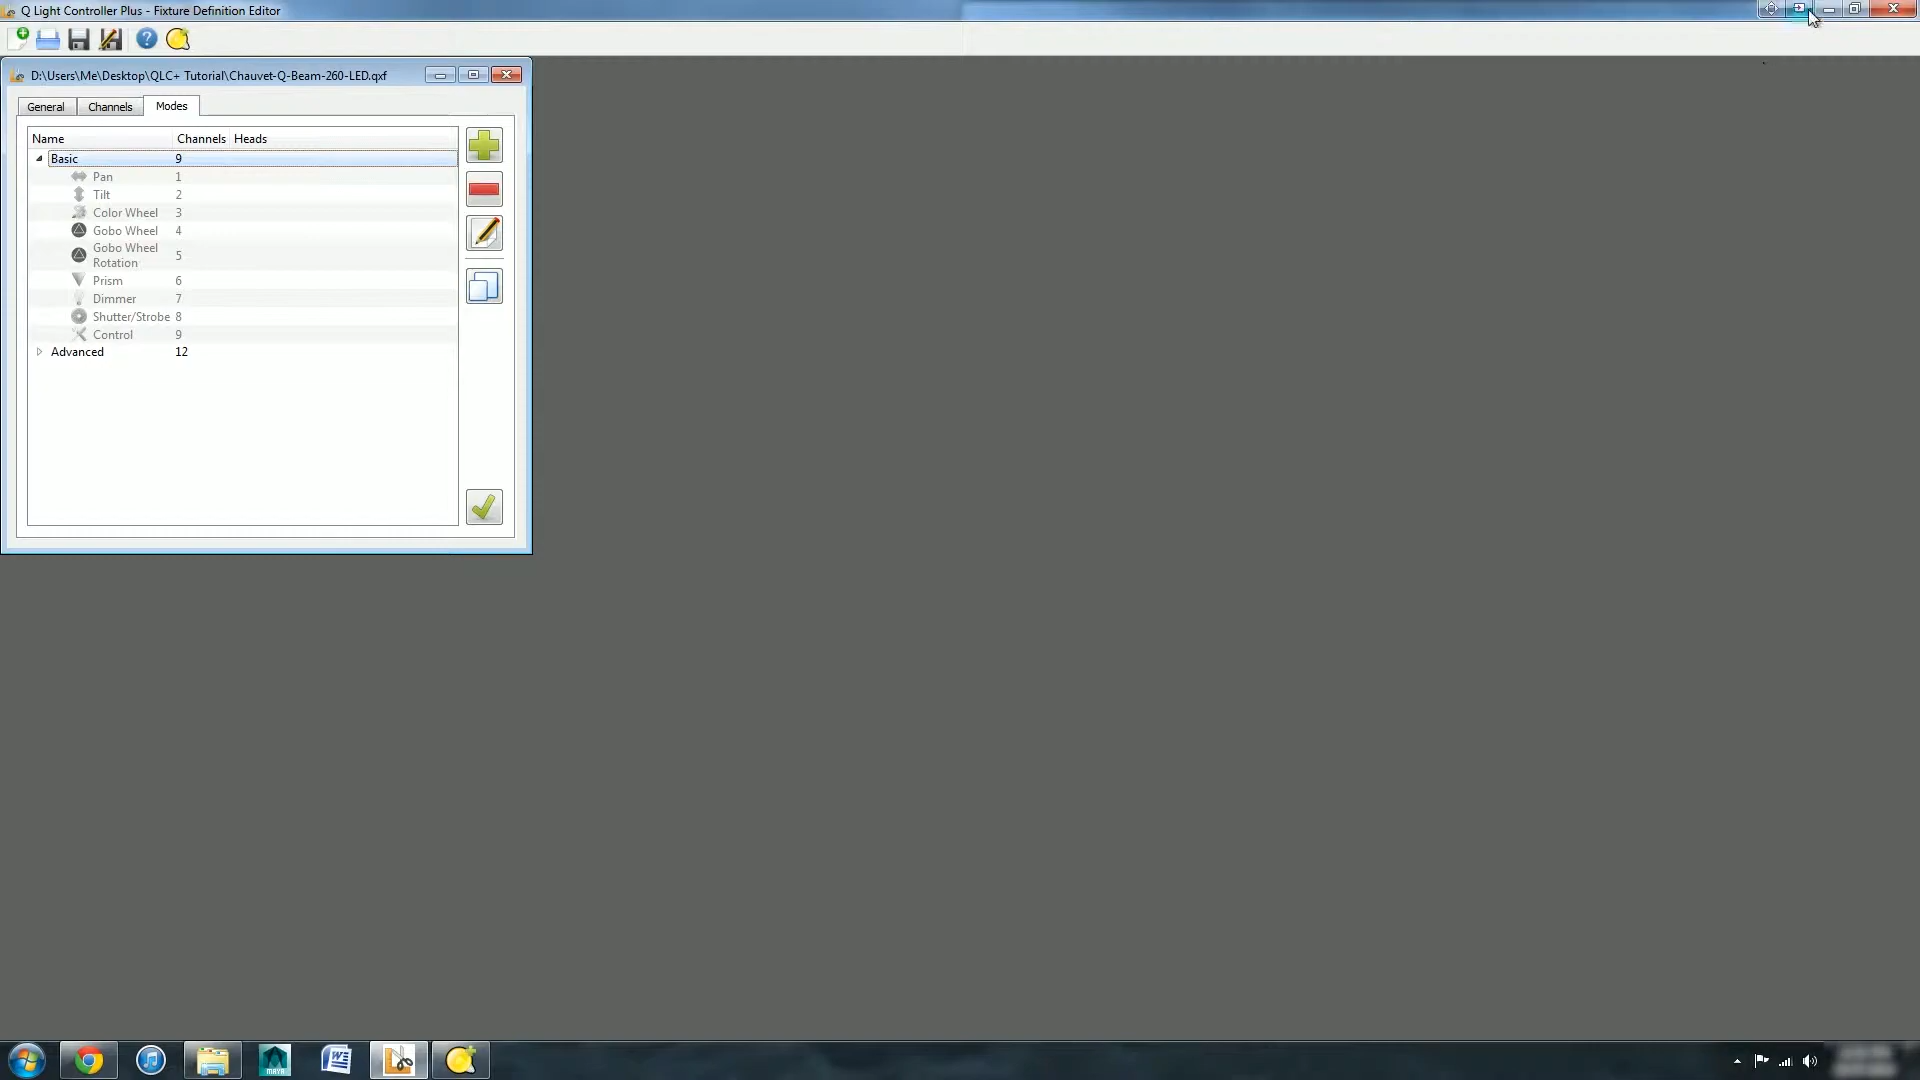 Q Light Controller Plus - Fixture Definition Editor
D:\Users\Me\Desktop\QLC+ Tutorial\Chauvet-Q-Beam-260-LED.qxf
General Channels Modes
Name Channels Heads
Basic 9
Pan 1
Tilt 2
Color Wheel 3
Gobo Wheel 4
Gobo Wheel
Rotation 5
Prism 6
Dimmer 7
Shutter/Strobe 8
Control 9
Advanced 12
MAYA